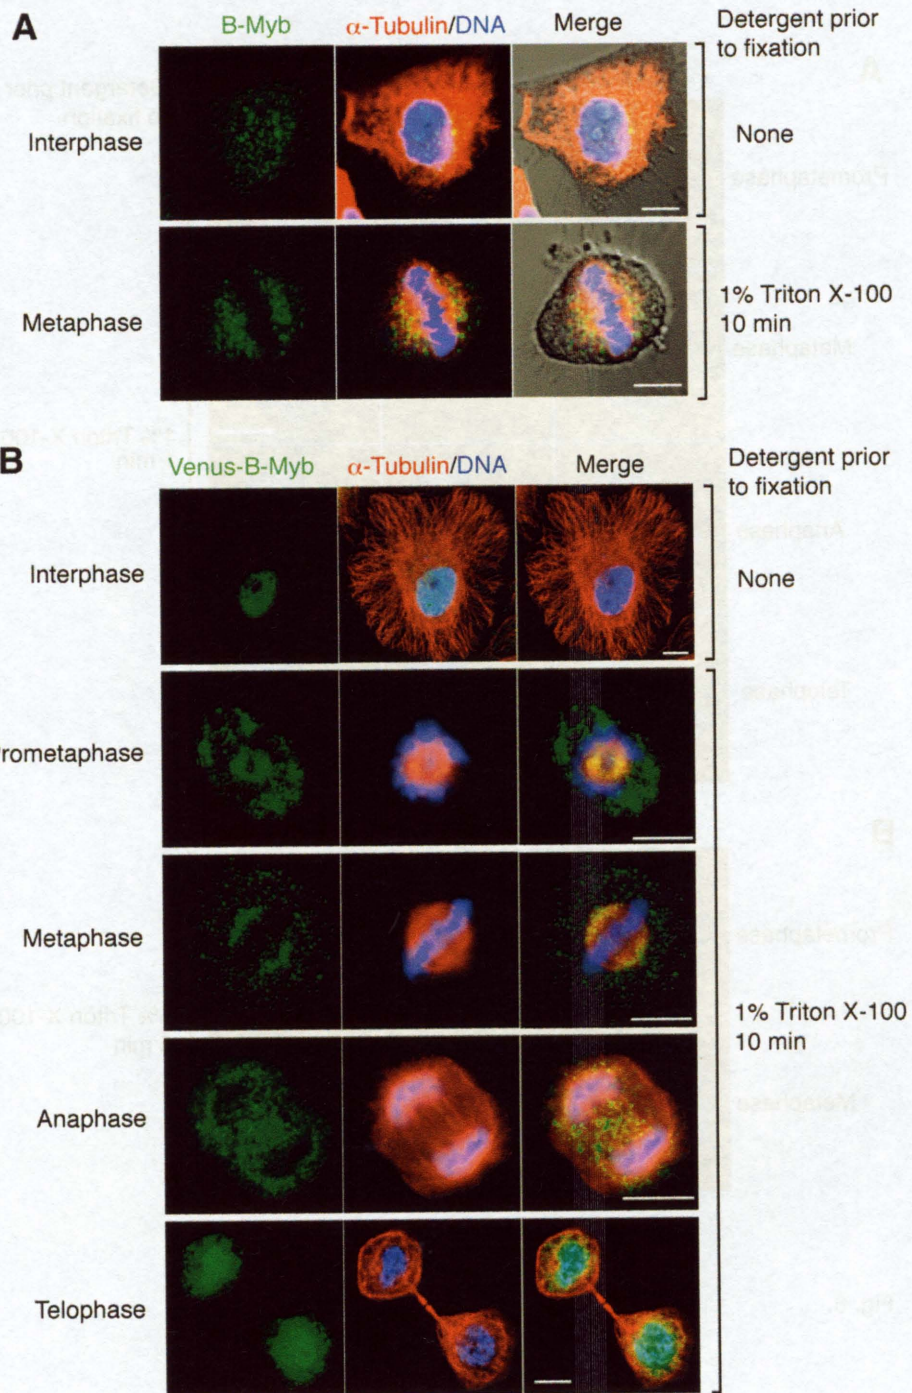 A
B-Myb
α-Tubulin/DNA
Merge
Detergent prior
to fixation
Interphase
None
Metaphase
1% Triton X-100
10 min
B
Venus-B-Myb
α-Tubulin/DNA
Merge
Detergent prior
to fixation
Interphase
None
Prometaphase
Metaphase
1% Triton X-100
10 min
Anaphase
Telophase